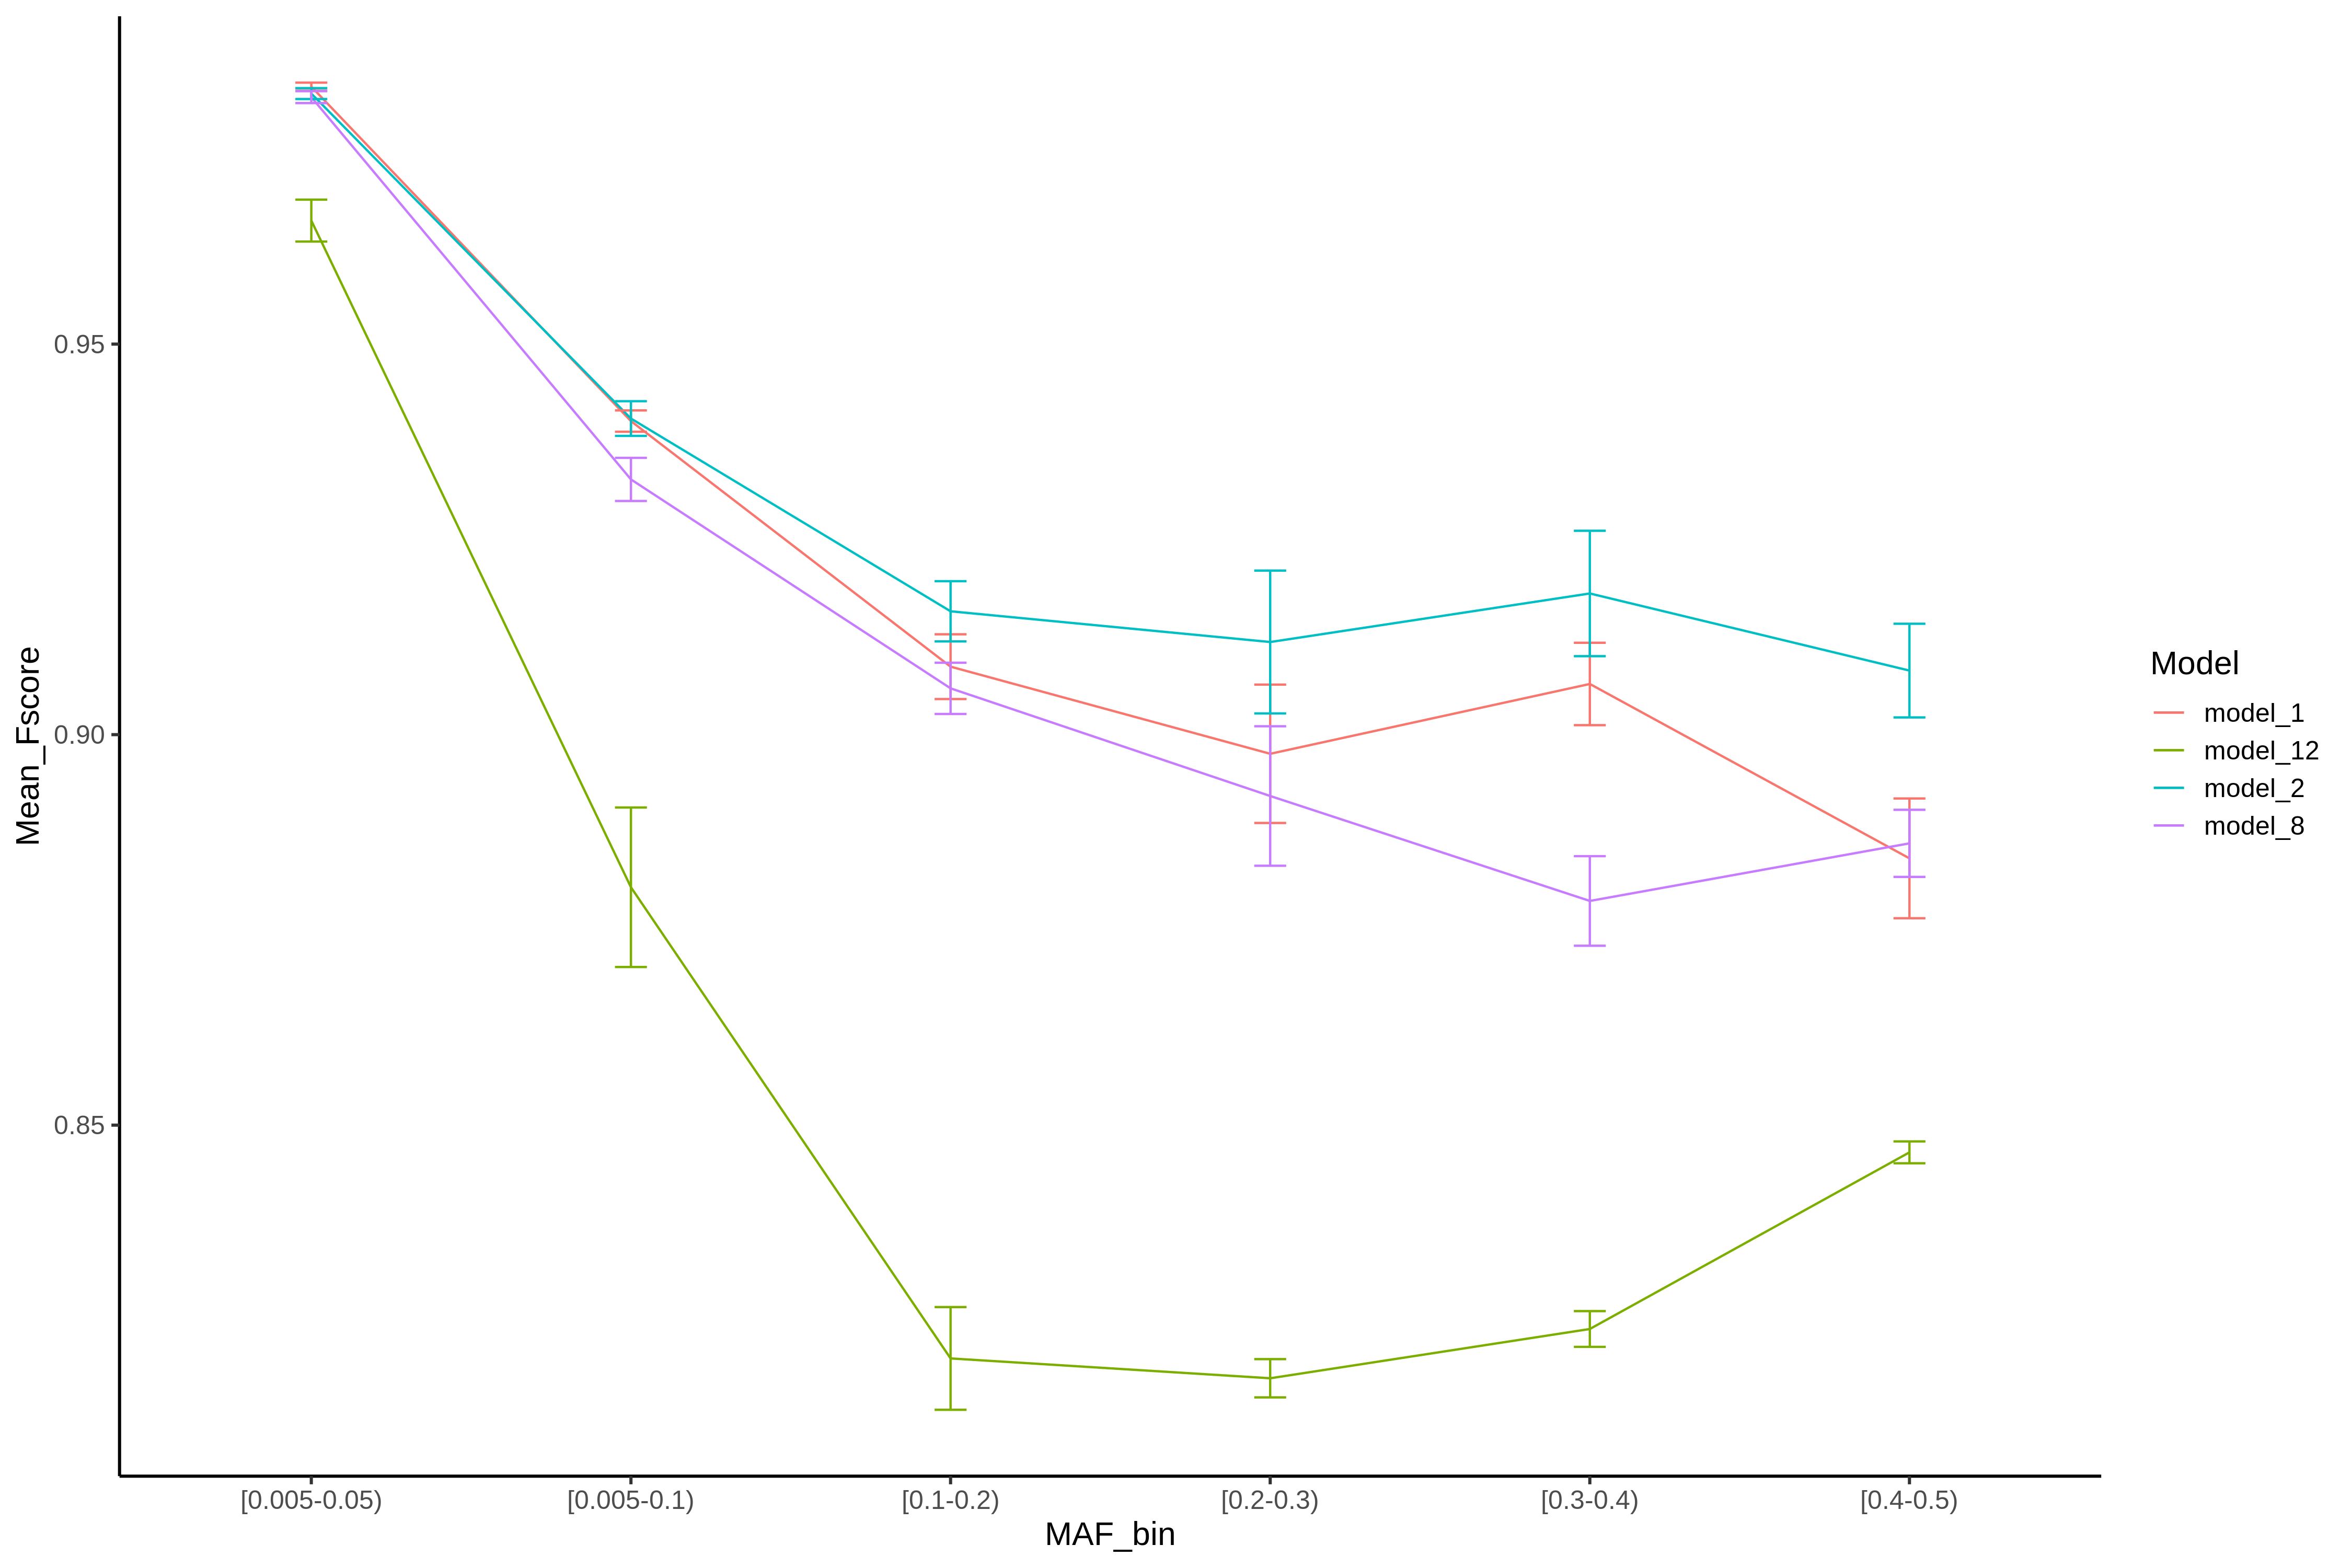 Mean_Fscore
0.95
0.90
0.85
[0.005-0.05)
[0.005-0.1)
[0.1-0.2)
[0.2-0.3)
[0.3-0.4)
[0.4-0.5)
MAF_bin
Model
model_1
model_12
model_2
model_8